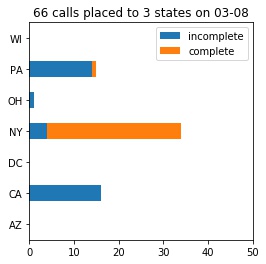 66 calls placed to 3 states on 03-08
incomplete
complete
WI
PA
OH
NY
DC
CA
AZ
0 10 20 30 40 50